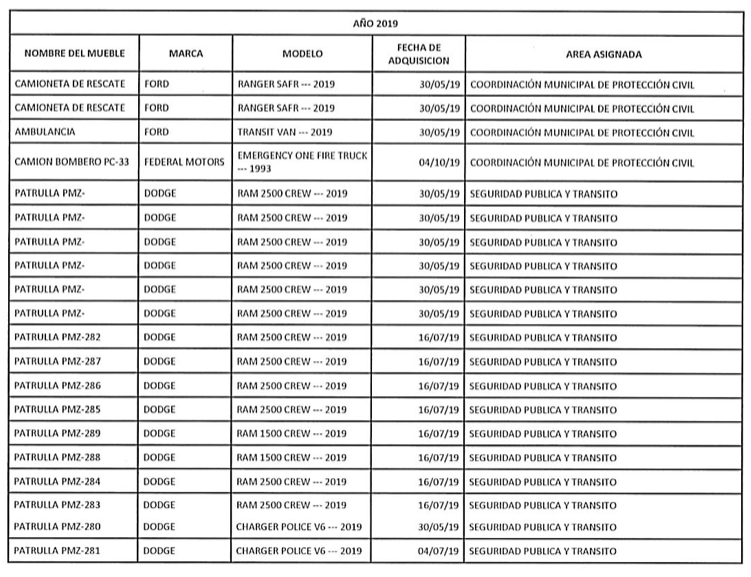 AÑO 2019
NOMBRE DEL MUEBLE MARCA MODELO FECHA DE ADQUISICION AREA ASIGNADA
CAMIONETA DE RESCATE FORD RANGER SAFR --- 2019 30/05/19 COORDINACIÓN MUNICIPAL DE PROTECCIÓN CIVIL
CAMIONETA DE RESCATE FORD RANGER SAFR --- 2019 30/05/19 COORDINACIÓN MUNICIPAL DE PROTECCIÓN CIVIL
AMBULANCIA FORD TRANSIT VAN --- 2019 30/05/19 COORDINACIÓN MUNICIPAL DE PROTECCIÓN CIVIL
CAMION BOMBERO PC-33 FEDERAL MOTORS EMERGENCY ONE FIRE TRUCK --- 1993 04/10/19 COORDINACIÓN MUNICIPAL DE PROTECCIÓN CIVIL
PATRULLA PMZ- DODGE RAM 2500 CREW --- 2019 30/05/19 SEGURIDAD PUBLICA Y TRANSITO
PATRULLA PMZ- DODGE RAM 2500 CREW --- 2019 30/05/19 SEGURIDAD PUBLICA Y TRANSITO
PATRULLA PMZ- DODGE RAM 2500 CREW --- 2019 30/05/19 SEGURIDAD PUBLICA Y TRANSITO
PATRULLA PMZ- DODGE RAM 2500 CREW --- 2019 30/05/19 SEGURIDAD PUBLICA Y TRANSITO
PATRULLA PMZ- DODGE RAM 2500 CREW --- 2019 30/05/19 SEGURIDAD PUBLICA Y TRANSITO
PATRULLA PMZ- DODGE RAM 2500 CREW --- 2019 30/05/19 SEGURIDAD PUBLICA Y TRANSITO
PATRULLA PMZ-282 DODGE RAM 2500 CREW --- 2019 16/07/19 SEGURIDAD PUBLICA Y TRANSITO
PATRULLA PMZ-287 DODGE RAM 2500 CREW --- 2019 16/07/19 SEGURIDAD PUBLICA Y TRANSITO
PATRULLA PMZ-286 DODGE RAM 2500 CREW --- 2019 16/07/19 SEGURIDAD PUBLICA Y TRANSITO
PATRULLA PMZ-285 DODGE RAM 2500 CREW --- 2019 16/07/19 SEGURIDAD PUBLICA Y TRANSITO
PATRULLA PMZ-289 DODGE RAM 1500 CREW --- 2019 16/07/19 SEGURIDAD PUBLICA Y TRANSITO
PATRULLA PMZ-288 DODGE RAM 1500 CREW --- 2019 16/07/19 SEGURIDAD PUBLICA Y TRANSITO
PATRULLA PMZ-284 DODGE RAM 2500 CREW --- 2019 16/07/19 SEGURIDAD PUBLICA Y TRANSITO
PATRULLA PMZ-283 DODGE RAM 2500 CREW --- 2019 16/07/19 SEGURIDAD PUBLICA Y TRANSITO
PATRULLA PMZ-280 DODGE CHARGER POLICE V6 --- 2019 30/05/19 SEGURIDAD PUBLICA Y TRANSITO
PATRULLA PMZ-281 DODGE CHARGER POLICE V6 --- 2019 04/07/19 SEGURIDAD PUBLICA Y TRANSITO